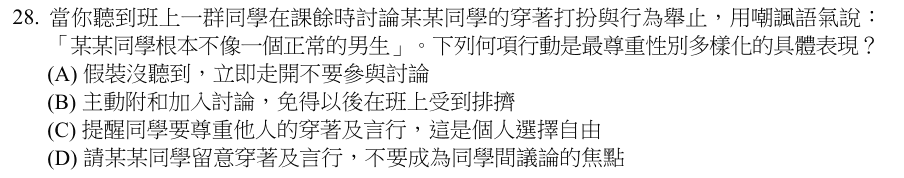 28. 當你聽到班上一群同學在課餘時討論某某同學的穿著打扮與行為舉止，用嘲諷語氣說：
「某某同學根本不像一個正常的男生」。下列何項行動是最尊重性別多樣化的具體表現？
(A) 假裝沒聽到，立即走開不要參與討論
(B) 主動附和加入討論，免得以後在班上受到排擠
(C) 提醒同學要尊重他人的穿著及言行，這是個人選擇自由
(D) 請某某同學留意穿著及言行，不要成為同學間議論的焦點